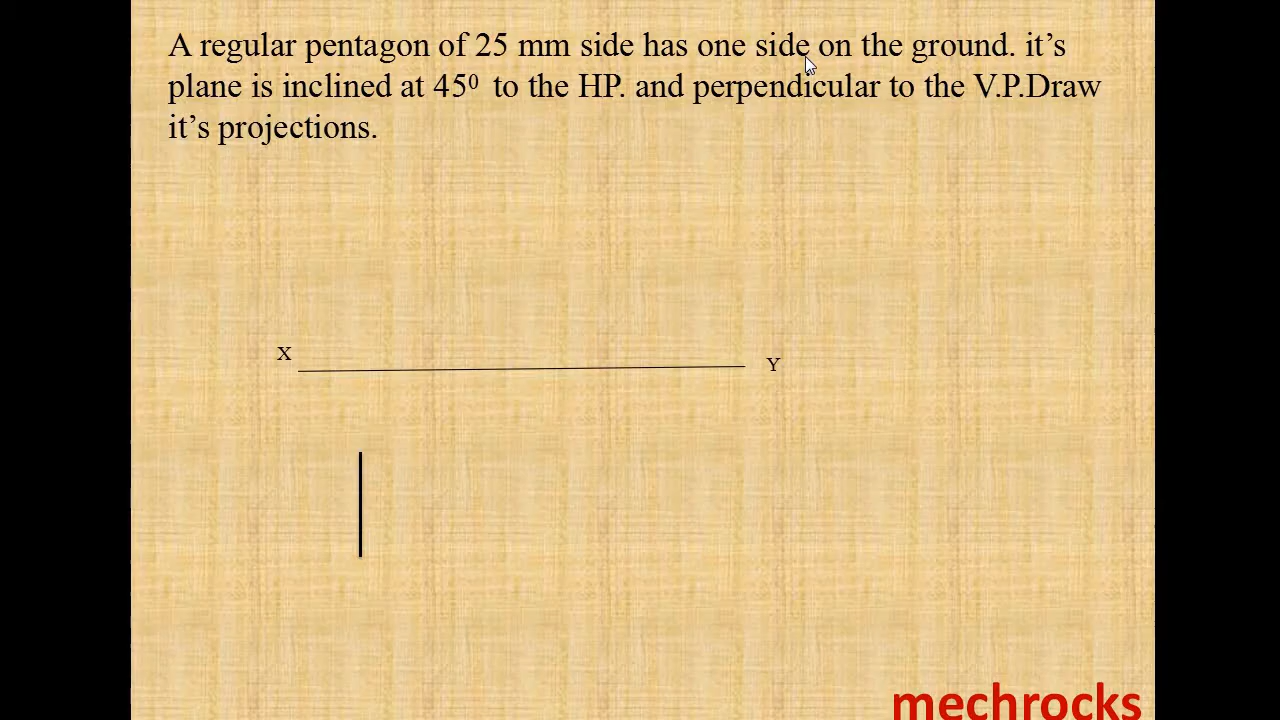 A regular pentagon of 25 mm side has one side on the ground. it’s
plane is inclined at 45⁰ to the HP. and perpendicular to the V.P.Draw
it’s projections.
X
Y
mechrocks